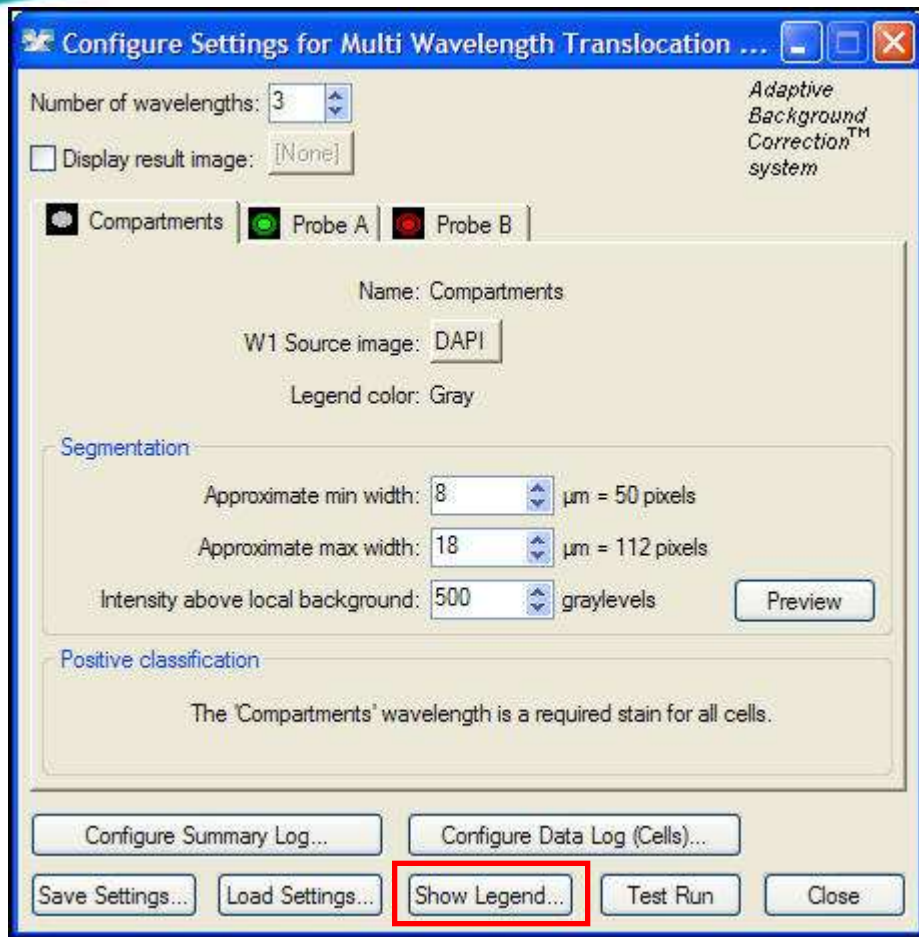 Configure Settings for Multi Wavelength Translocation ...
Number of wavelengths: 3
Display result image: [None]
Adaptive
Background
Correction™
system
Compartments Probe A Probe B
Name: Compartments
W1 Source image: DAPI
Legend color: Gray
Segmentation
Approximate min width: 8 µm = 50 pixels
Approximate max width: 18 µm = 112 pixels
Intensity above local background: 500 graylevels Preview
Positive classification
The 'Compartments' wavelength is a required stain for all cells.
Configure Summary Log... Configure Data Log (Cells)...
Save Settings... Load Settings... Show Legend... Test Run Close